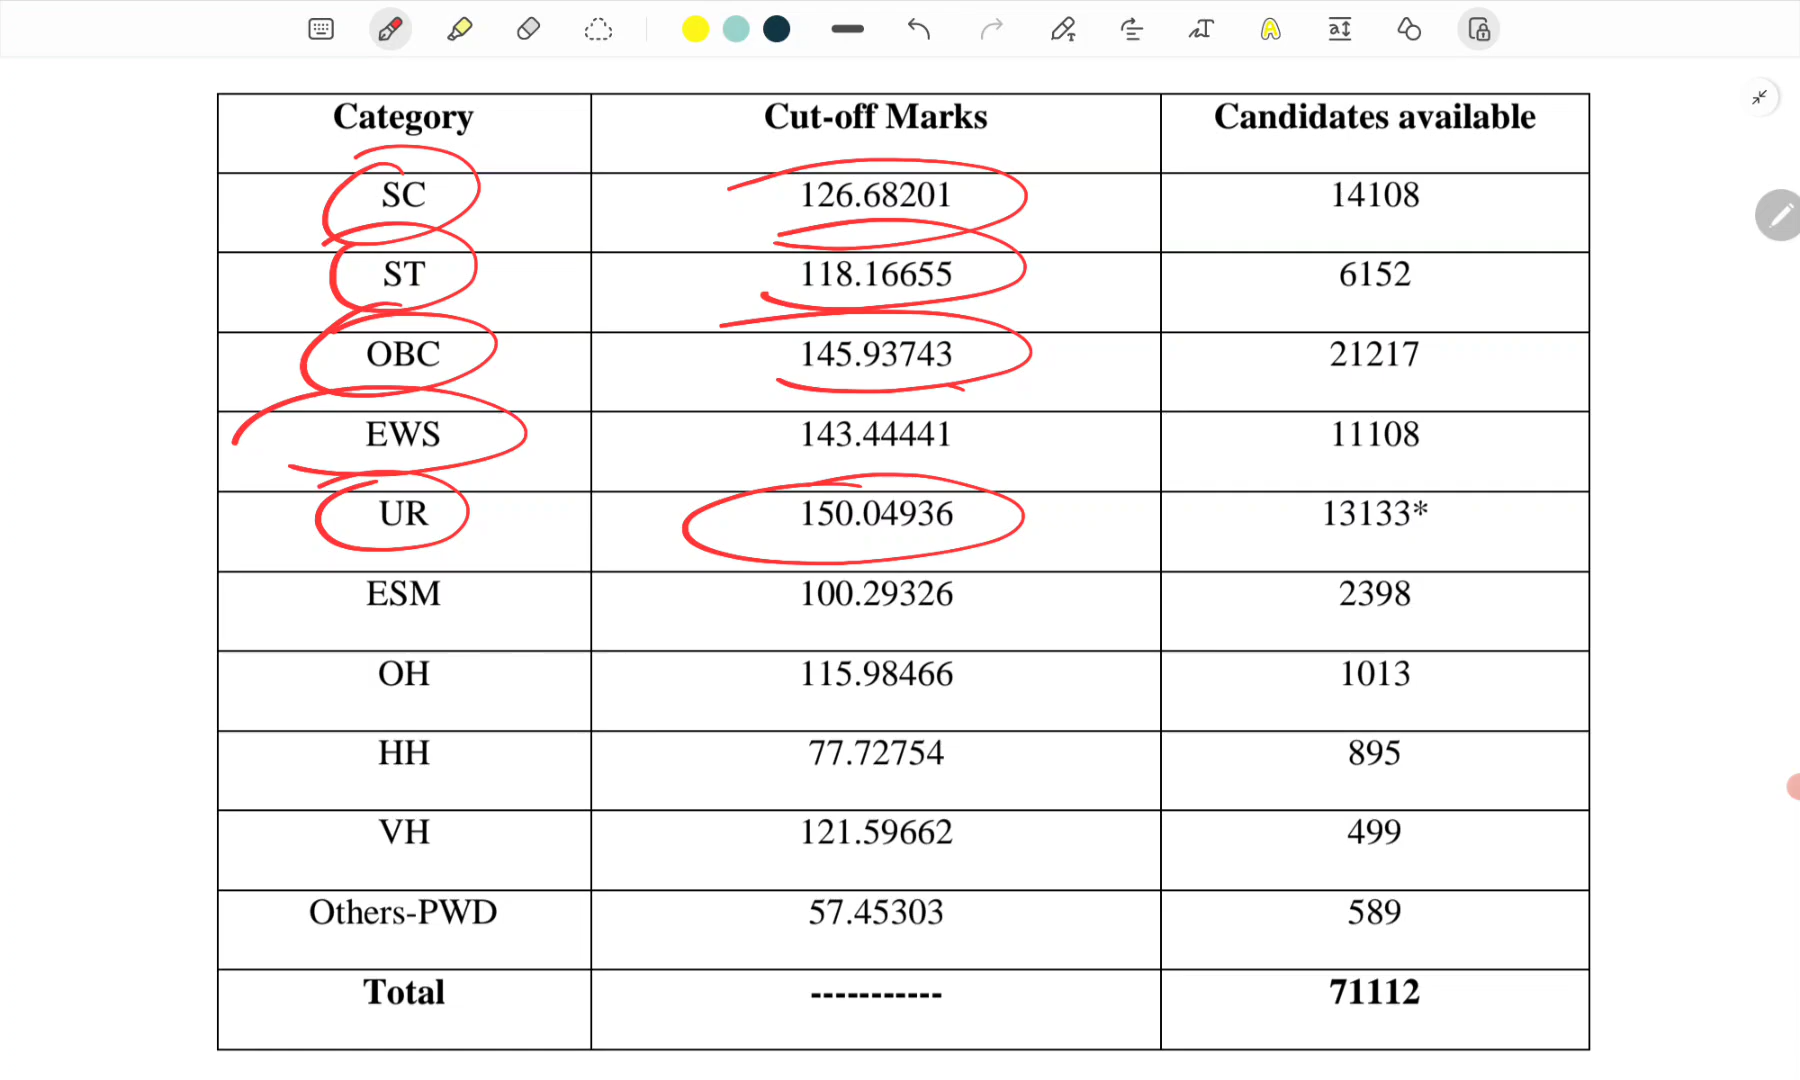 Category Cut-off Marks Candidates available
SC 126.68201 14108
ST 118.16655 6152
OBC 145.93743 21217
EWS 143.44441 11108
UR 150.04936 13133*
ESM 100.29326 2398
OH 115.98466 1013
HH 77.72754 895
VH 121.59662 499
Others-PWD 57.45303 589
Total ----------- 71112